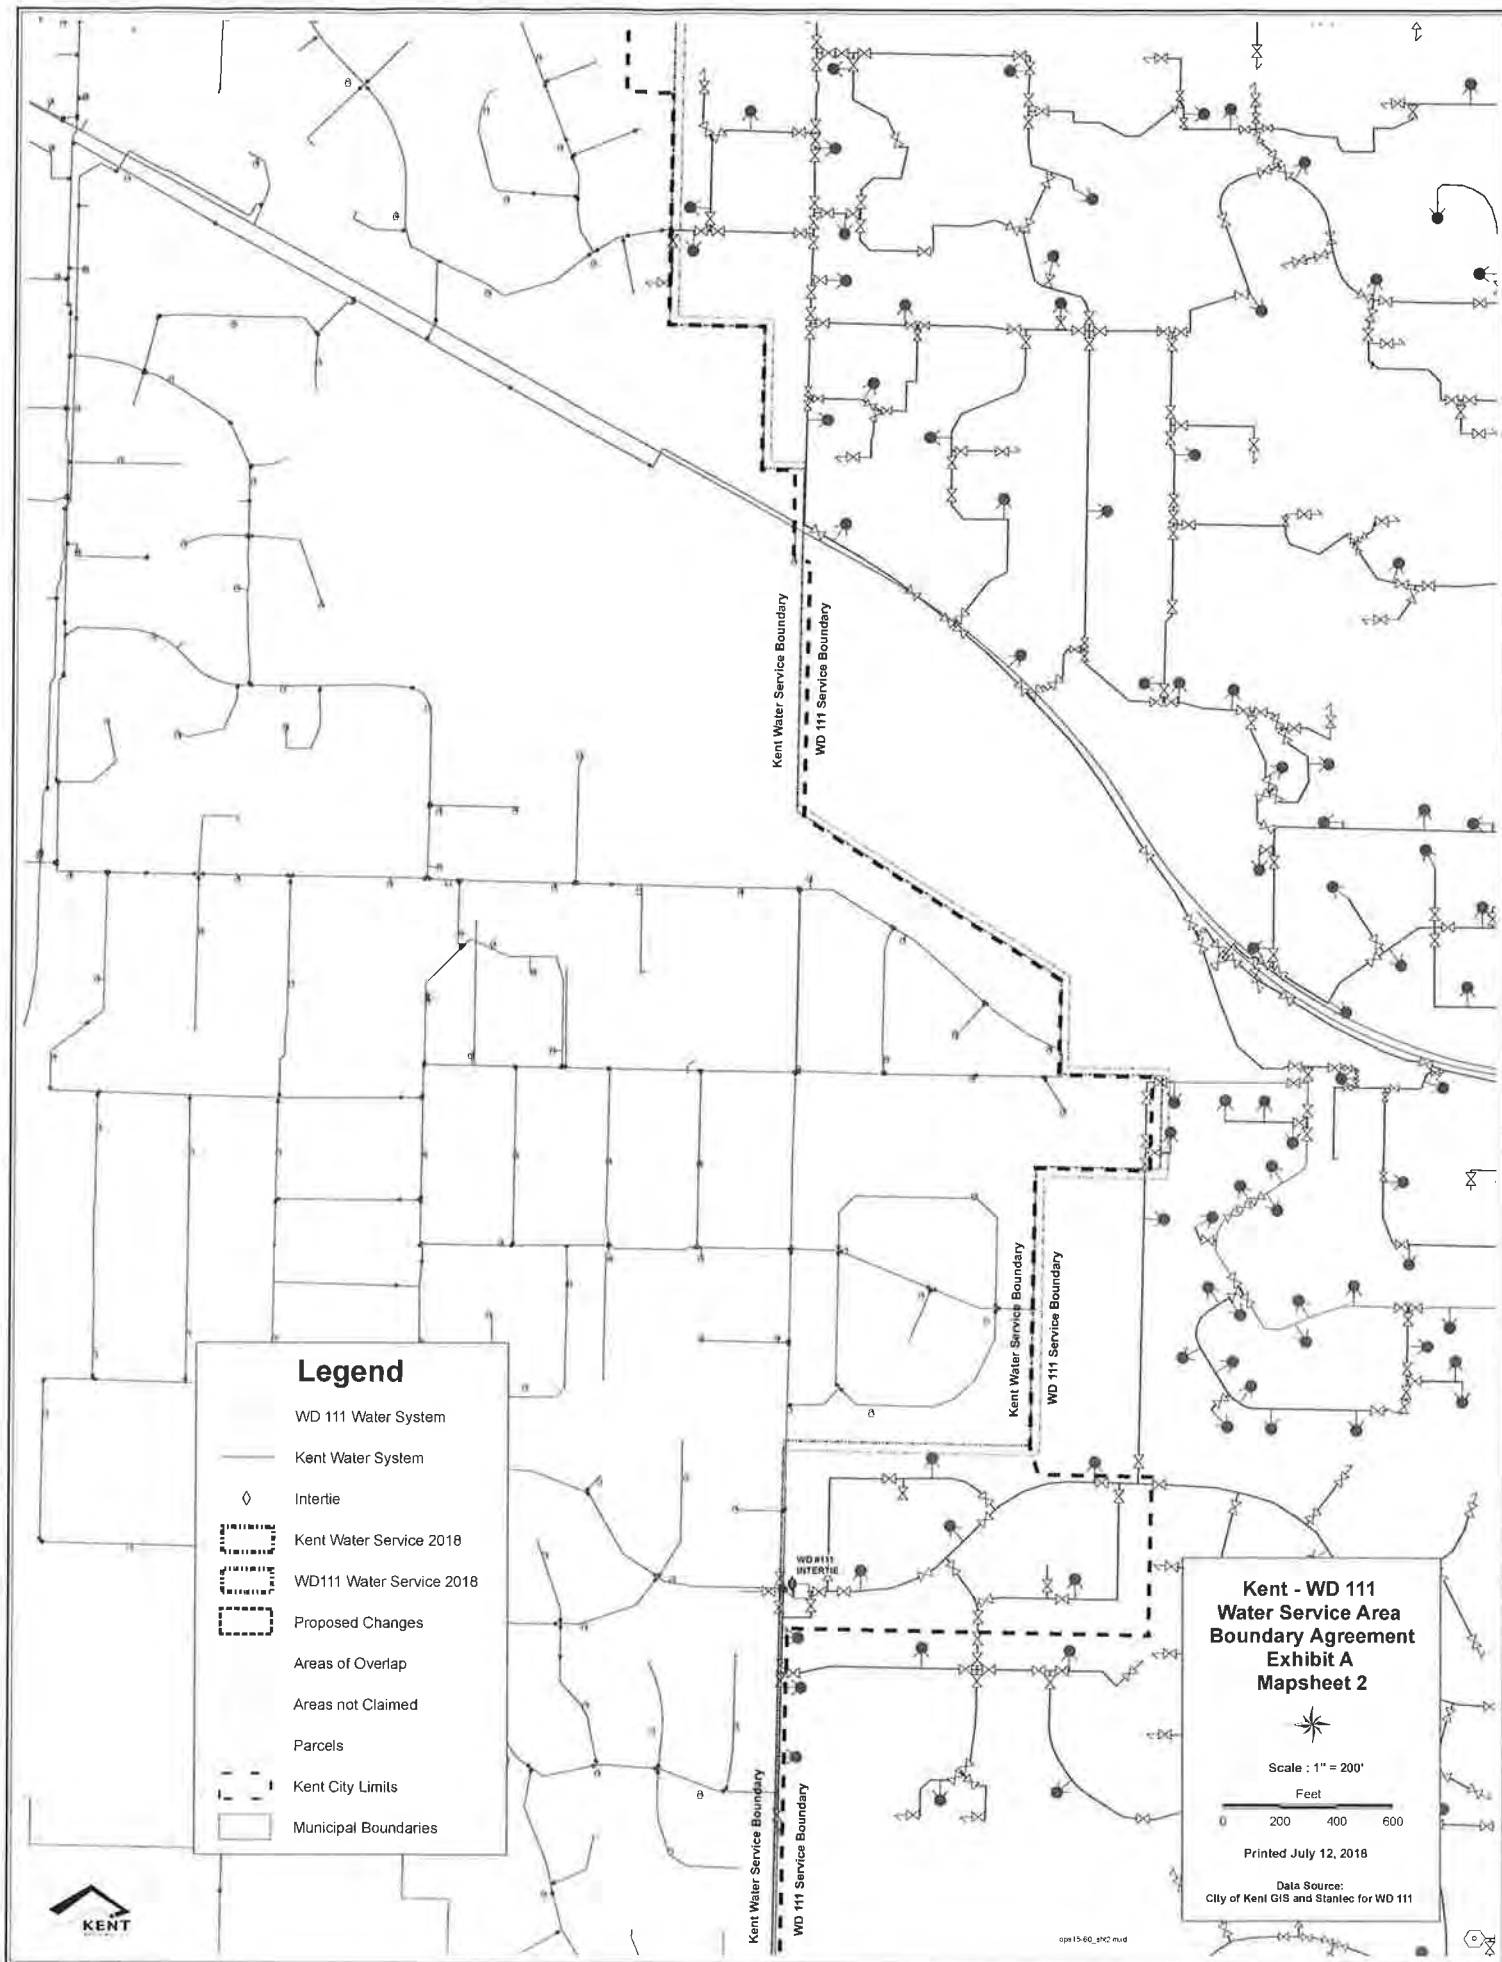 Kent Water Service Boundary
WD 111 Service Boundary
Kent Water Service Boundary
WD 111 Service Boundary
Legend
WD 111 Water System
Kent Water System
Intertie
Kent Water Service 2018
WD111 Water Service 2018
Proposed Changes
Areas of Overlap
Areas not Claimed
Parcels
Kent City Limits
Municipal Boundaries
WD #111
INTERTIE
Kent - WD 111
Water Service Area
Boundary Agreement
Exhibit A
Mapsheet 2
Scale : 1" = 200'
Feet
0 200 400 600
Printed July 12, 2018
Data Source:
City of Kent GIS and Stantec for WD 111
Kent Water Service Boundary
WD 111 Service Boundary
KENT